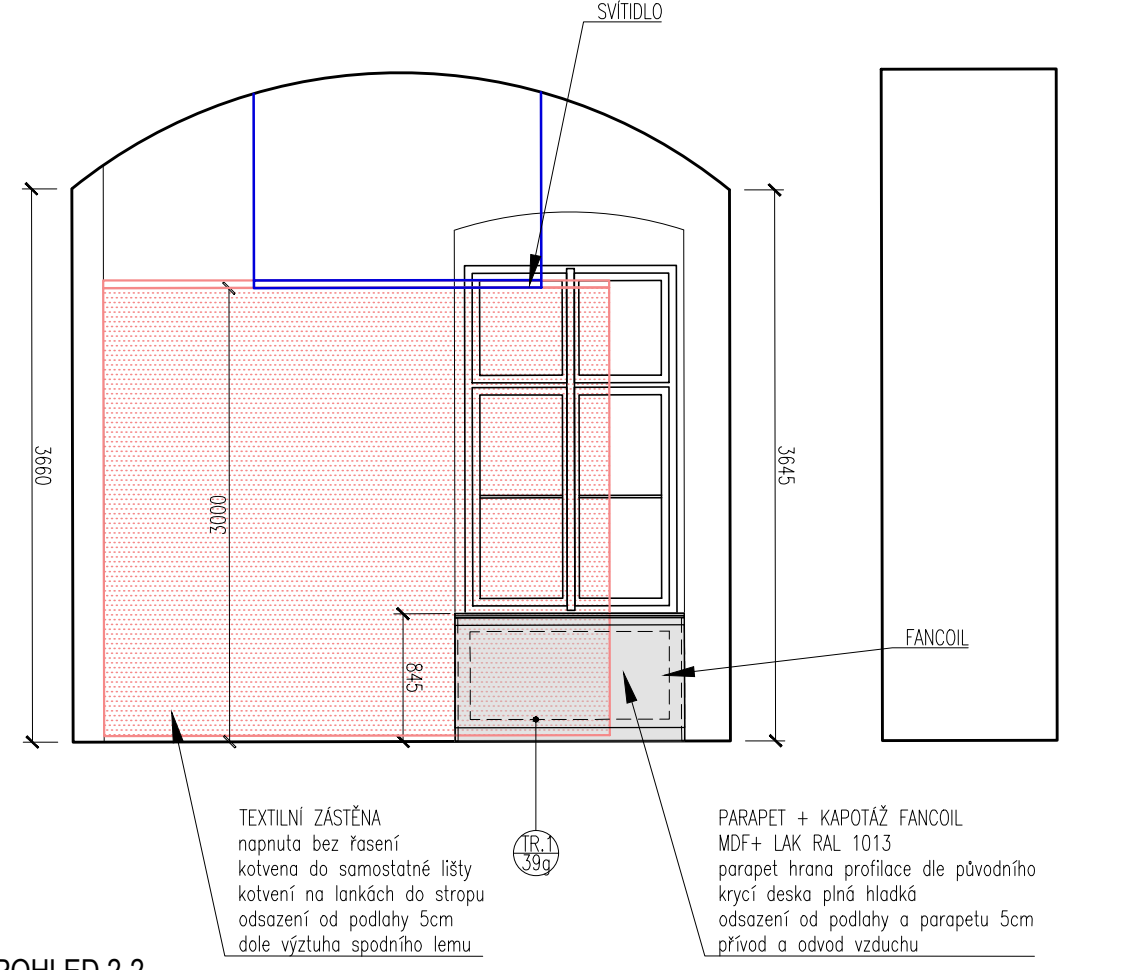 SVÍTIDLO
3660
3000
845
3645
FANCOIL
TEXTILNÍ ZÁSTĚNA
napnuta bez řasení
kotvena do samostatné lišty
kotvení na lankách do stropu
odsazení od podlahy 5cm
dole výztuha spodního lemu
TR.1
39g
PARAPET + KAPOTÁŽ FANCOIL
MDF+ LAK RAL 1013
parapet hrana profilace dle původního
krycí deska plná hladká
odsazení od podlahy a parapetu 5cm
přívod a odvod vzduchu